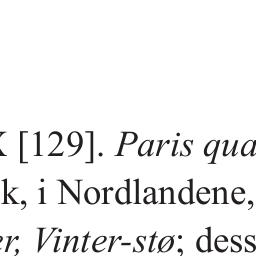 [129]. Paris qua
k, i Nordlandene,
er, Vinter-stø; dess